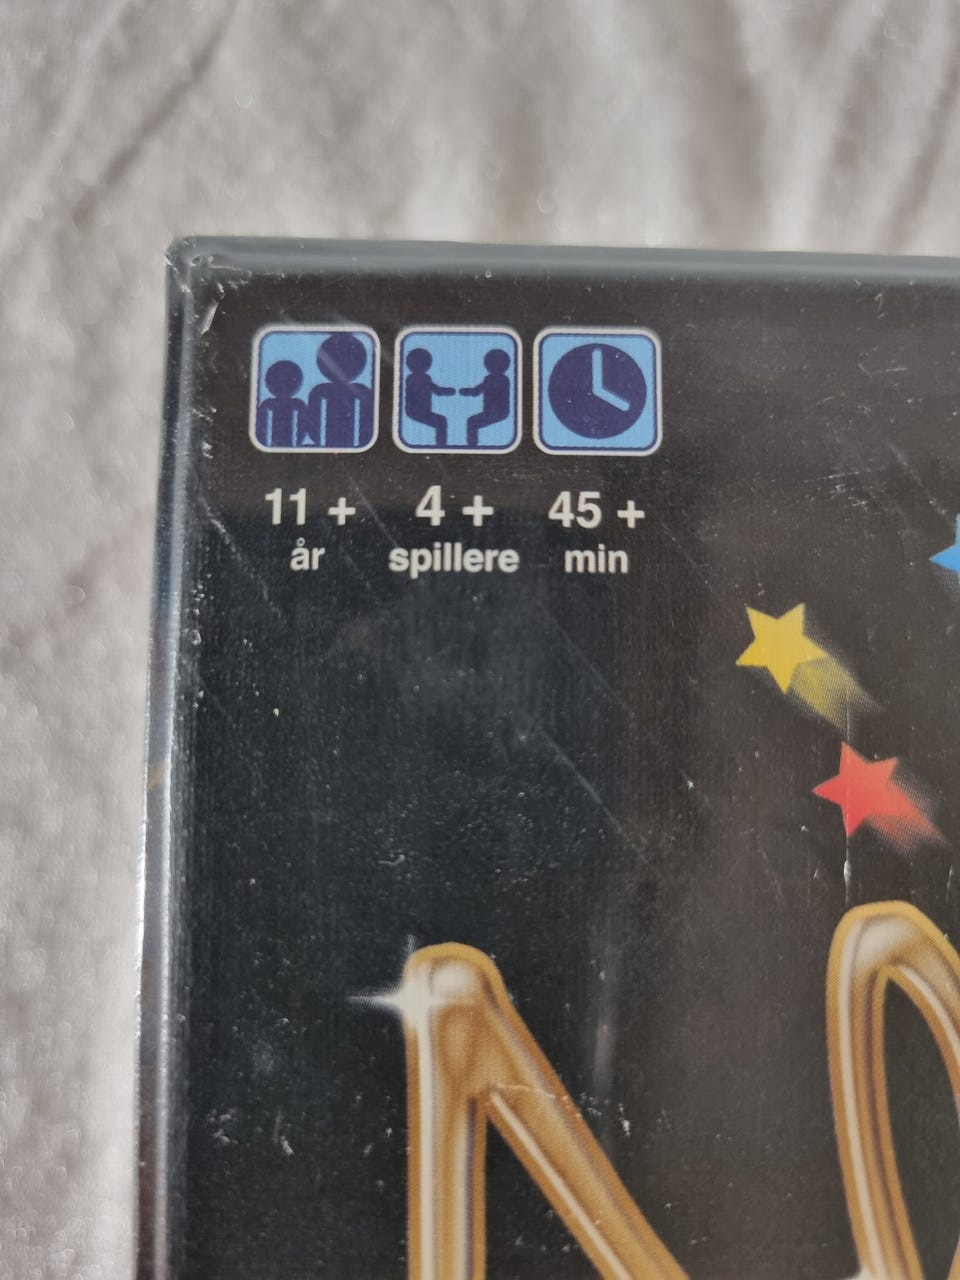 11 +
år
4 +
spillere
45 +
min